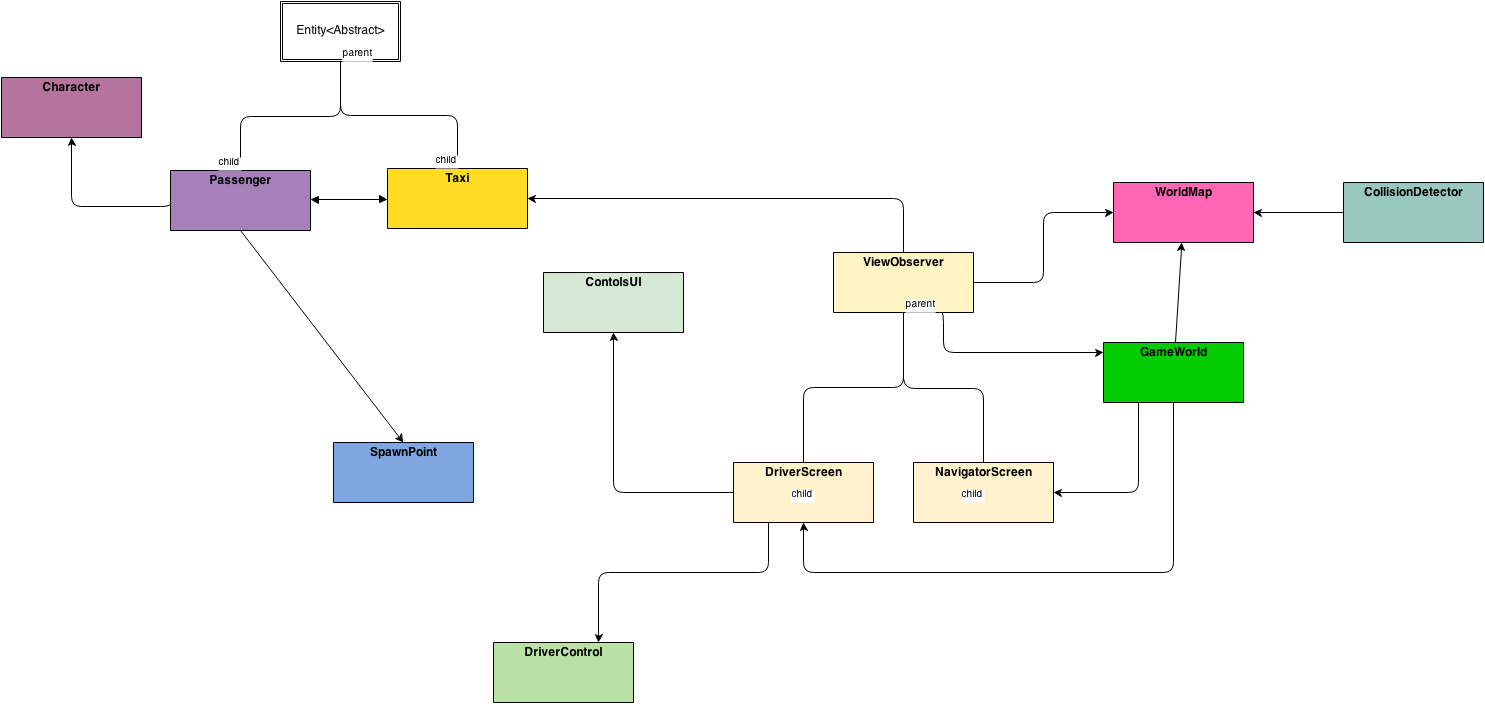 Entity<Abstract>
parent
Character
child
child
Passenger
Taxi
WorldMap
CollisionDetector
ViewObserver
ContolsUI
parent
GameWorld
SpawnPoint
DriverScreen
NavigatorScreen
child
child
DriverControl